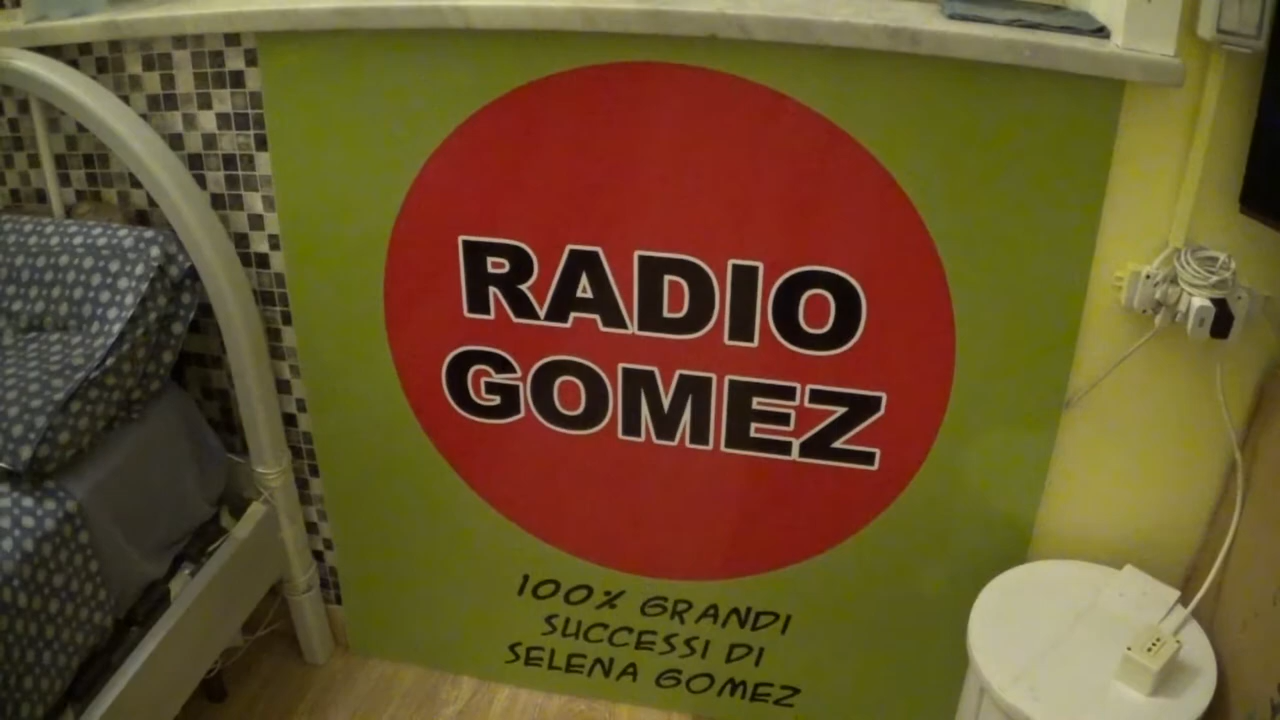 RADIO
GOMEZ
100% GRANDI
SUCCESSI DI
SELENA GOMEZ